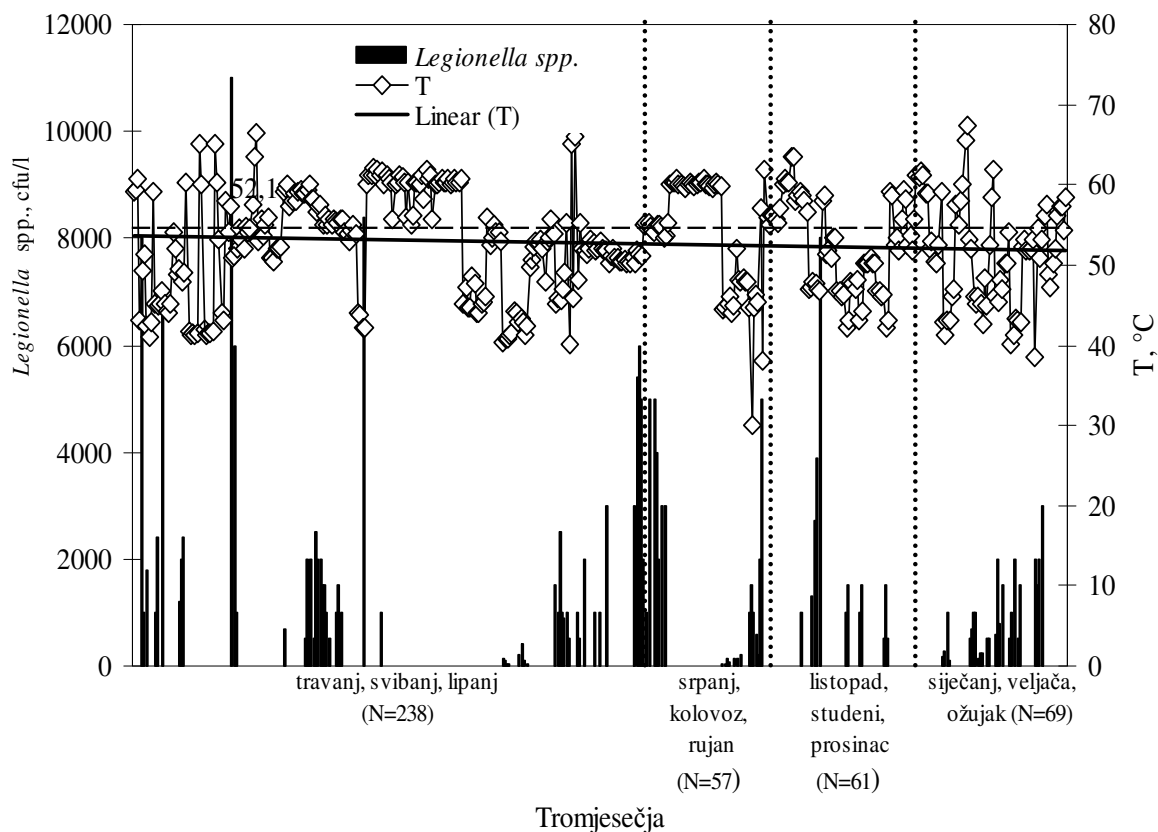 12000
10000
8000
6000
4000
2000
0
Legionella spp., cfu/l
Legionella spp.
T
Linear (T)
52,1
80
70
60
50
40
30
20
10
0
T, °C
travanj, svibanj, lipanj
(N=238)
srpanj,
kolovoz,
rujan
(N=57)
listopad,
studeni,
prosinac
(N=61)
siječanj, veljača,
ožujak (N=69)
Tromjesečja